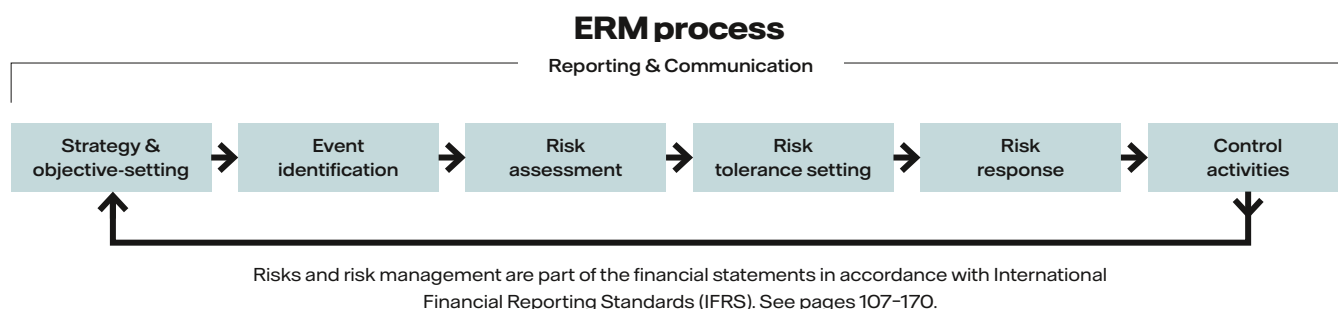 ERM process
Reporting & Communication
Strategy &
objective-setting
Event
identification
Risk
assessment
Risk
tolerance setting
Risk
response
Control
activities
Risks and risk management are part of the financial statements in accordance with International
Financial Reporting Standards (IFRS). See pages 107–170.